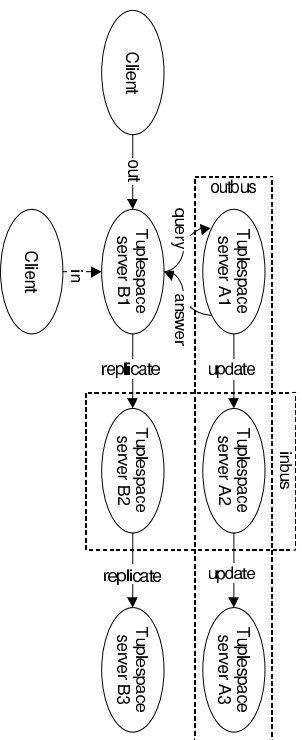 Client
out
Client
in
Tuplespace
server B1
query
answer
outbus
Tuplespace
server A1
replicate
update
inbus
Tuplespace
server B2
Tuplespace
server A2
replicate
update
Tuplespace
server B3
Tuplespace
server A3